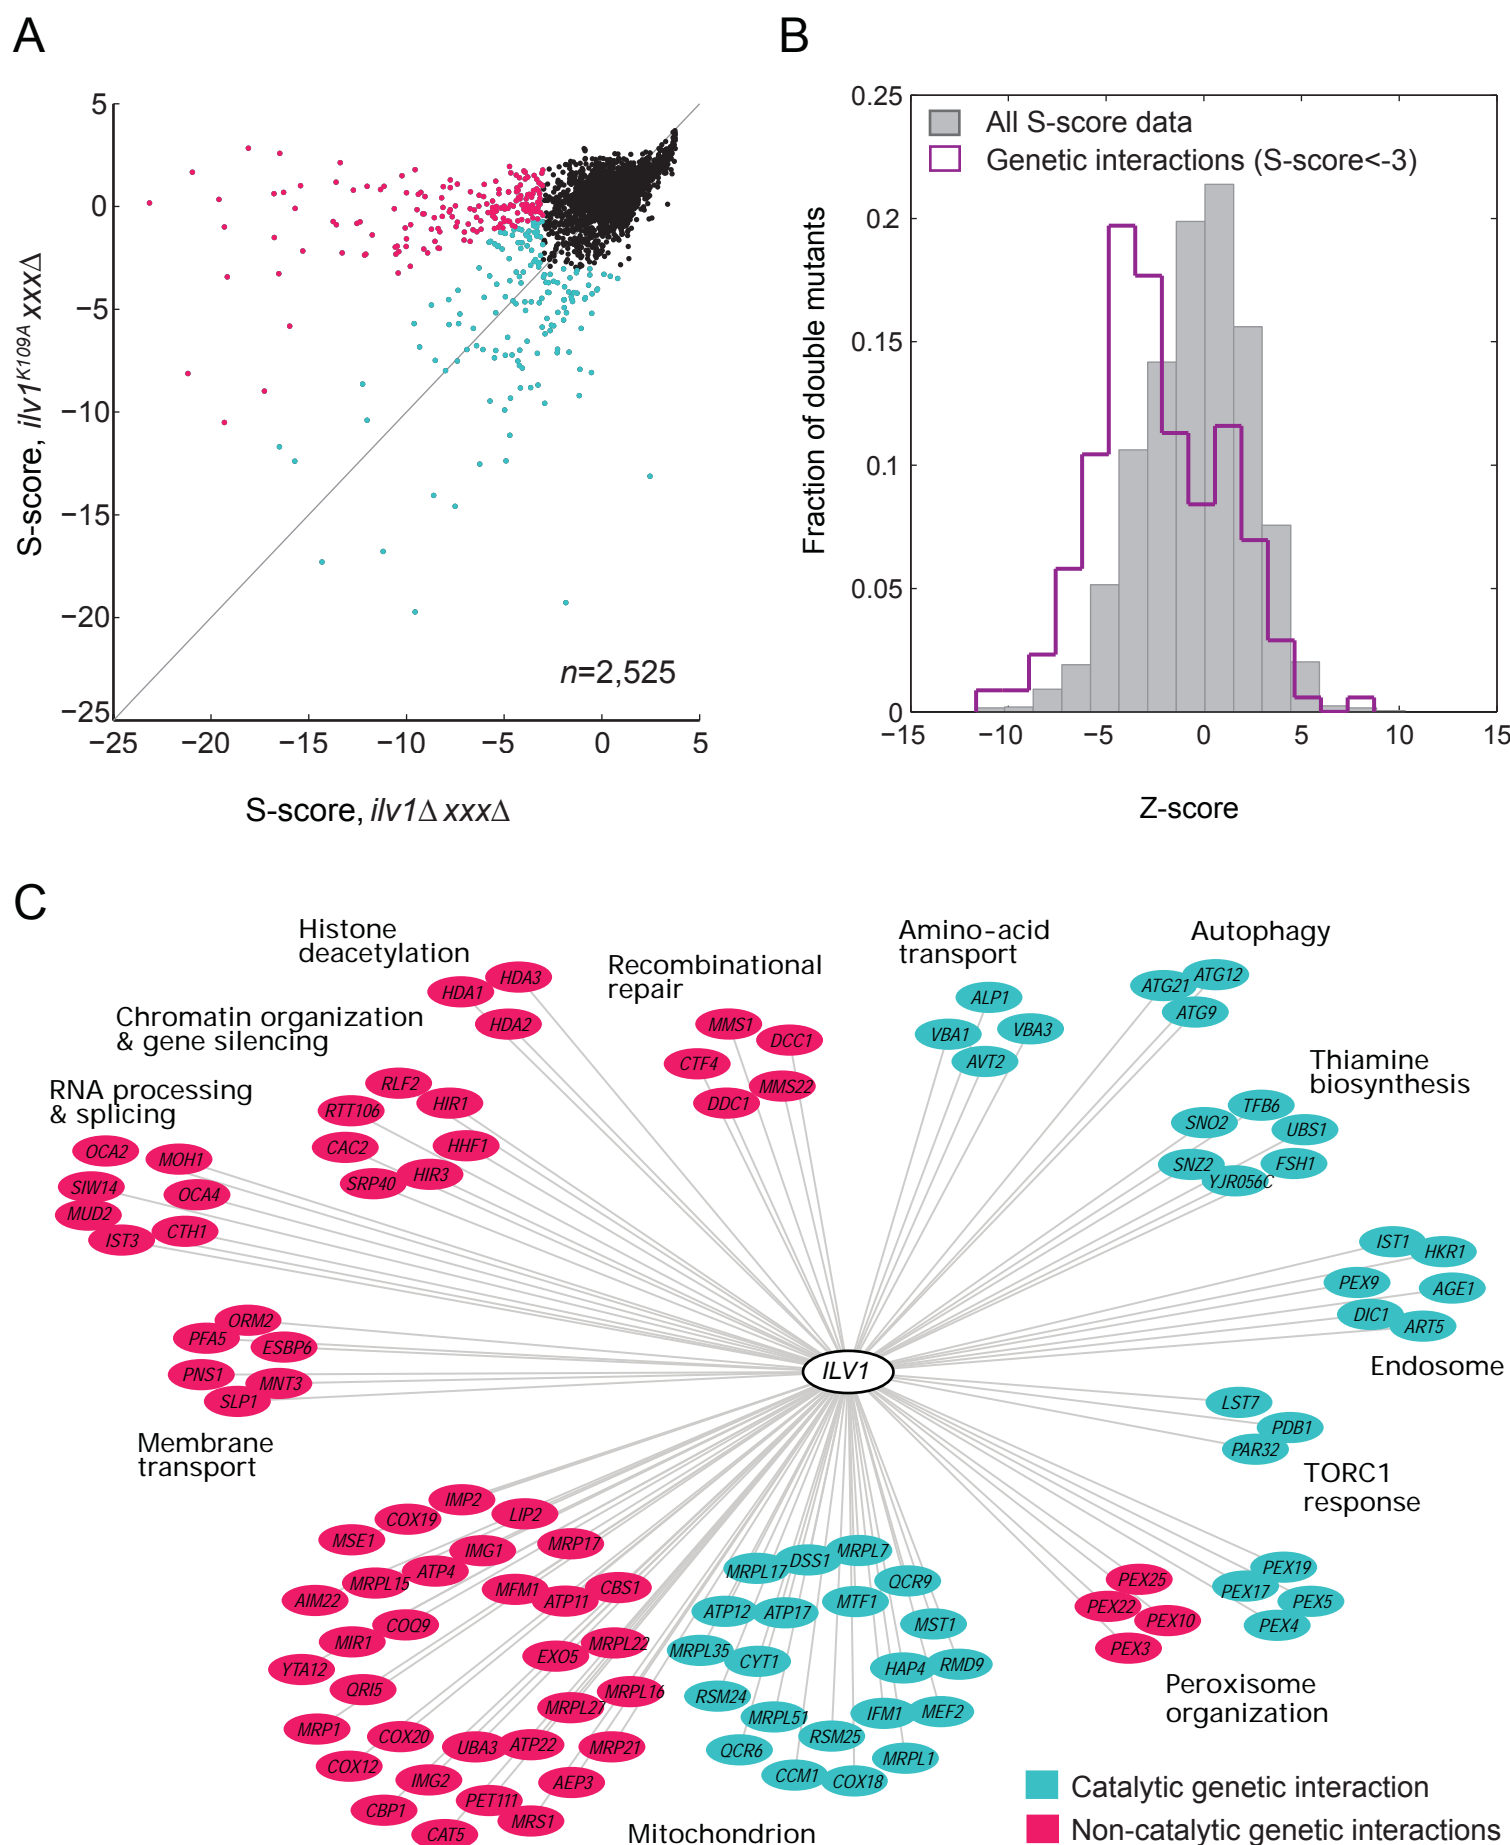 A
5
0
−5
−10
−15
−20
−25
−25
−20
−15
−10
−5
0
5
S-score, ilv1K109A xxxΔ
S-score, ilv1Δ xxxΔ
n=2,525
B
0.25
0.2
0.15
0.1
0.05
0
−15
−10
−5
0
5
10
15
Fraction of double mutants
Z-score
All S-score data
Genetic interactions (S-score<-3)
C
Histone
deacetylation
HDA1
HDA3
HDA2
Recombinational
repair
MMS1
DCC1
CTF4
MMS22
DDC1
Amino-acid
transport
ALP1
VBA1
VBA3
AVT2
Autophagy
ATG21
ATG12
ATG9
Chromatin organization
& gene silencing
RLF2
RTT106
HIR1
CAC2
HHF1
SRP40
HIR3
Thiamine
biosynthesis
TFB6
SNO2
UBS1
SNZ2
FSH1
YJR056C
RNA processing
& splicing
OCA2
MOH1
SIW14
OCA4
MUD2
IST3
CTH1
IST1
HKR1
PEX9
AGE1
DIC1
ART5
Endosome
ORM2
PFA5
ESBP6
PNS1
MNT3
SLP1
Membrane
transport
ILV1
LST7
PDB1
PAR32
TORC1
response
IMP2
COX19
LIP2
MSE1
IMG1
MRP17
MRPL15
ATP4
AIM22
MFM1
ATP11
CBS1
COQ9
MIR1
EXO5
MRPL22
YTA12
QRI5
MRPL27
MRPL16
MRP1
COX20
UBA3
ATP22
MRP21
COX12
IMG2
AEP3
CBP1
PET111
MRS1
CAT5
MRPL17
DSS1
MRPL7
QCR9
ATP12
ATP17
MTF1
MST1
MRPL35
CYT1
HAP4
RMD9
RSM24
MRPL51
IFM1
MEF2
RSM25
QCR6
MRPL1
CCM1
COX18
Mitochondrion
PEX25
PEX22
PEX10
PEX3
PEX19
PEX17
PEX5
PEX4
Peroxisome
organization
Catalytic genetic interaction
Non-catalytic genetic interactions